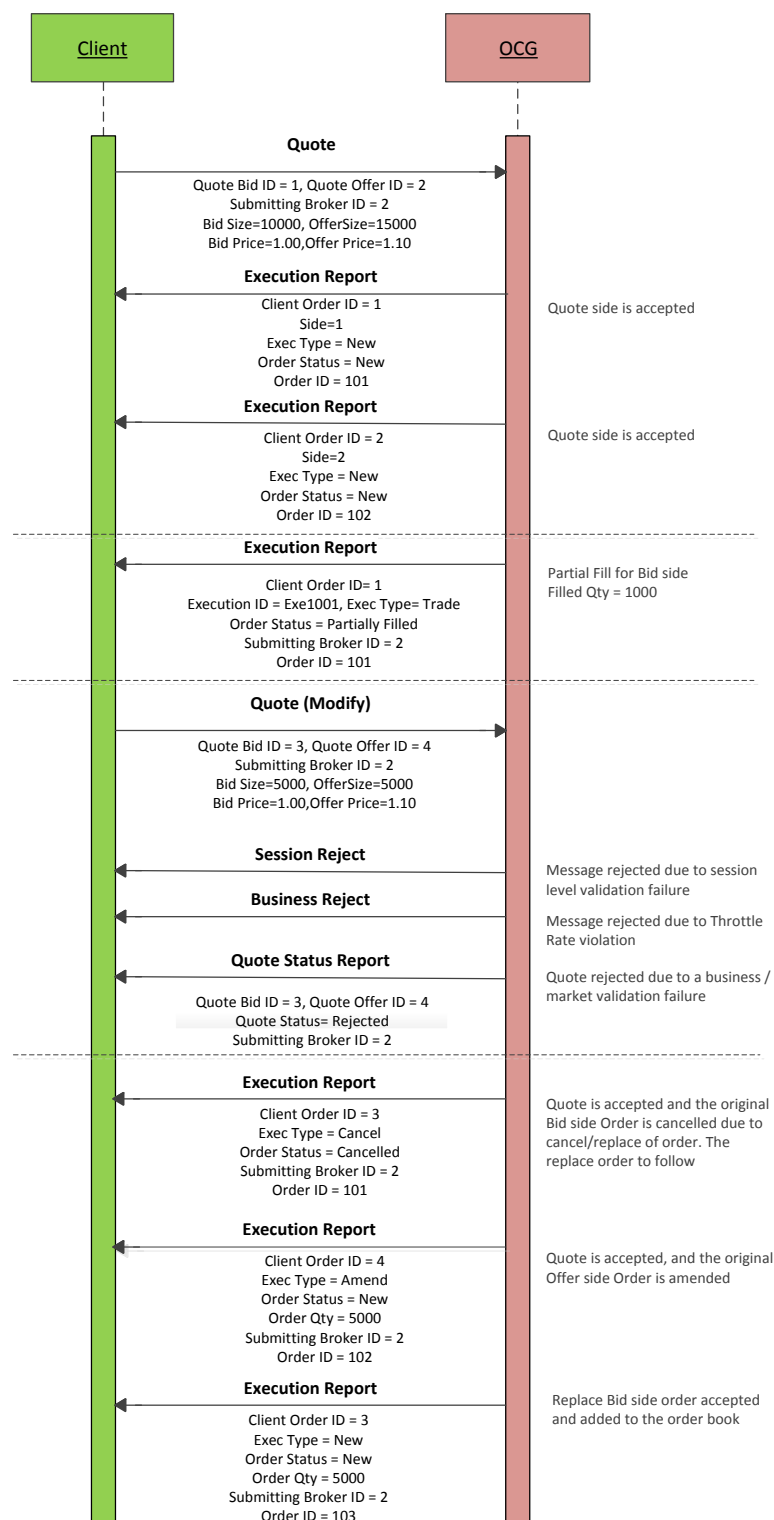 Client
OCG
Quote
Quote Bid ID = 1, Quote Offer ID = 2
Submitting Broker ID = 2
Bid Size=10000, OfferSize=15000
Bid Price=1.00,Offer Price=1.10
Execution Report
Client Order ID = 1
Side=1
Exec Type = New
Order Status = New
Order ID = 101
Quote side is accepted
Execution Report
Client Order ID = 2
Side=2
Exec Type = New
Order Status = New
Order ID = 102
Quote side is accepted
Execution Report
Client Order ID= 1
Execution ID = Exe1001, Exec Type= Trade
Order Status = Partially Filled
Submitting Broker ID = 2
Order ID = 101
Partial Fill for Bid side
Filled Qty = 1000
Quote (Modify)
Quote Bid ID = 3, Quote Offer ID = 4
Submitting Broker ID = 2
Bid Size=5000, OfferSize=5000
Bid Price=1.00,Offer Price=1.10
Session Reject
Message rejected due to session
level validation failure
Business Reject
Message rejected due to Throttle
Rate violation
Quote Status Report
Quote Bid ID = 3, Quote Offer ID = 4
Quote Status= Rejected
Submitting Broker ID = 2
Quote rejected due to a business /
market validation failure
Execution Report
Client Order ID = 3
Exec Type = Cancel
Order Status = Cancelled
Submitting Broker ID = 2
Order ID = 101
Quote is accepted and the original
Bid side Order is cancelled due to
cancel/replace of order. The
replace order to follow
Execution Report
Client Order ID = 4
Exec Type = Amend
Order Status = New
Order Qty = 5000
Submitting Broker ID = 2
Order ID = 102
Quote is accepted, and the original
Offer side Order is amended
Execution Report
Client Order ID = 3
Exec Type = New
Order Status = New
Order Qty = 5000
Submitting Broker ID = 2
Order ID = 103
Replace Bid side order accepted
and added to the order book